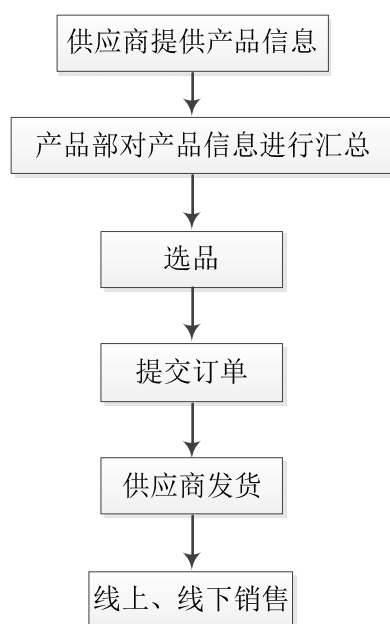 供应商提供产品信息
产品部对产品信息进行汇总
选品
提交订单
供应商发货
线上、线下销售